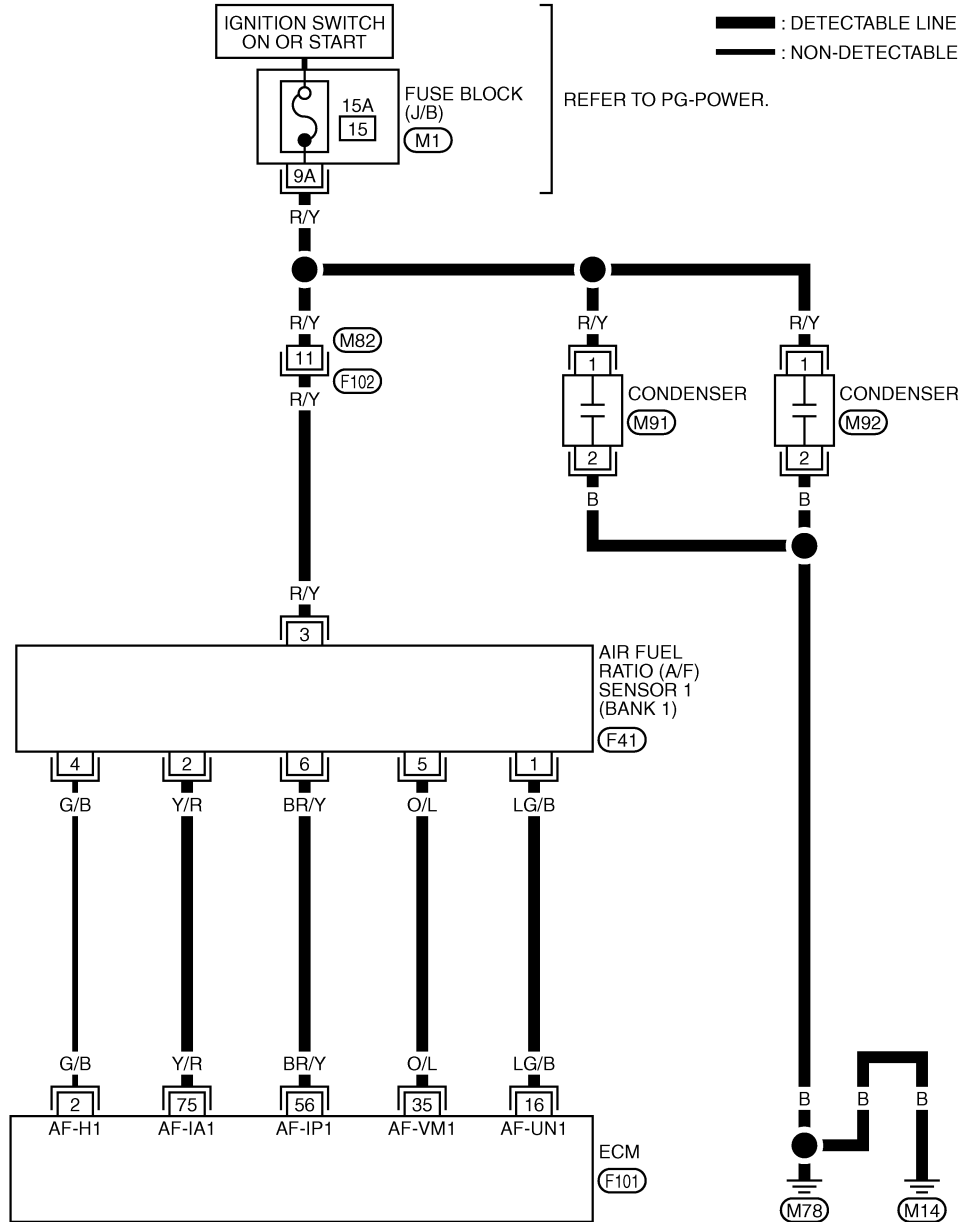 IGNITION SWITCH
ON OR START
: DETECTABLE LINE
: NON-DETECTABLE
15A
15
FUSE BLOCK
(J/B)
M1
REFER TO PG-POWER.
9A
R/Y
R/Y
R/Y
R/Y
M82
11
F102
R/Y
1
CONDENSER
M91
2
B
1
CONDENSER
M92
2
B
R/Y
3
AIR FUEL
RATIO (A/F)
SENSOR 1
(BANK 1)
F41
4 2 6 5 1
G/B Y/R BR/Y O/L LG/B
G/B Y/R BR/Y O/L LG/B
2 75 56 35 16
AF-H1 AF-IA1 AF-IP1 AF-VM1 AF-UN1
ECM
F101
B B B
M78 M14